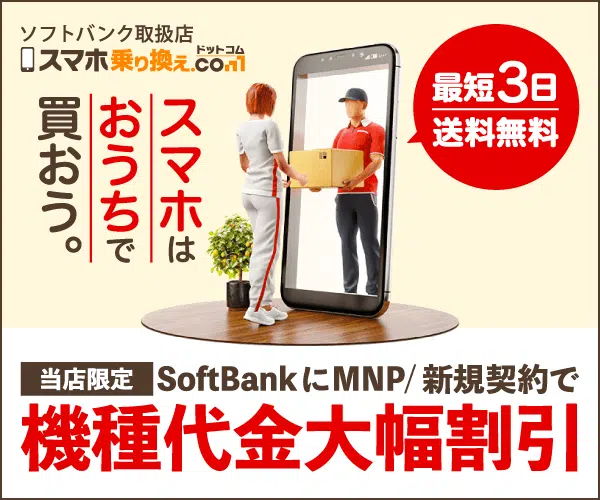 ソフトバンク取扱店
スマホ乗り換え.com
ドットコム
スマホは
おうちで
買おう。
最短3日
送料無料
当店限定 SoftBankにMNP/新規契約で
機種代金大幅割引